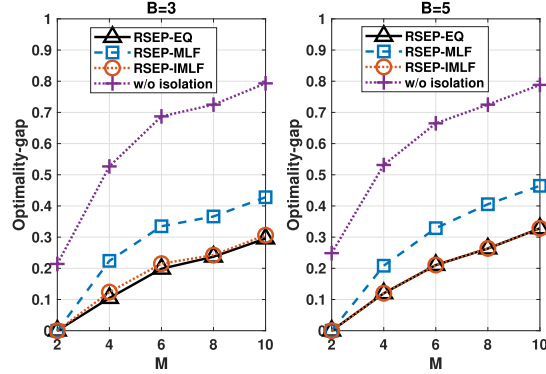 B=3
Optimality-gap
1
0.9
0.8
0.7
0.6
0.5
0.4
0.3
0.2
0.1
0
RSEP-EQ
RSEP-MLF
RSEP-IMLF
w/o isolation
2 4 6 8 10
M
B=5
Optimality-gap
1
0.9
0.8
0.7
0.6
0.5
0.4
0.3
0.2
0.1
0
RSEP-EQ
RSEP-MLF
RSEP-IMLF
w/o isolation
2 4 6 8 10
M